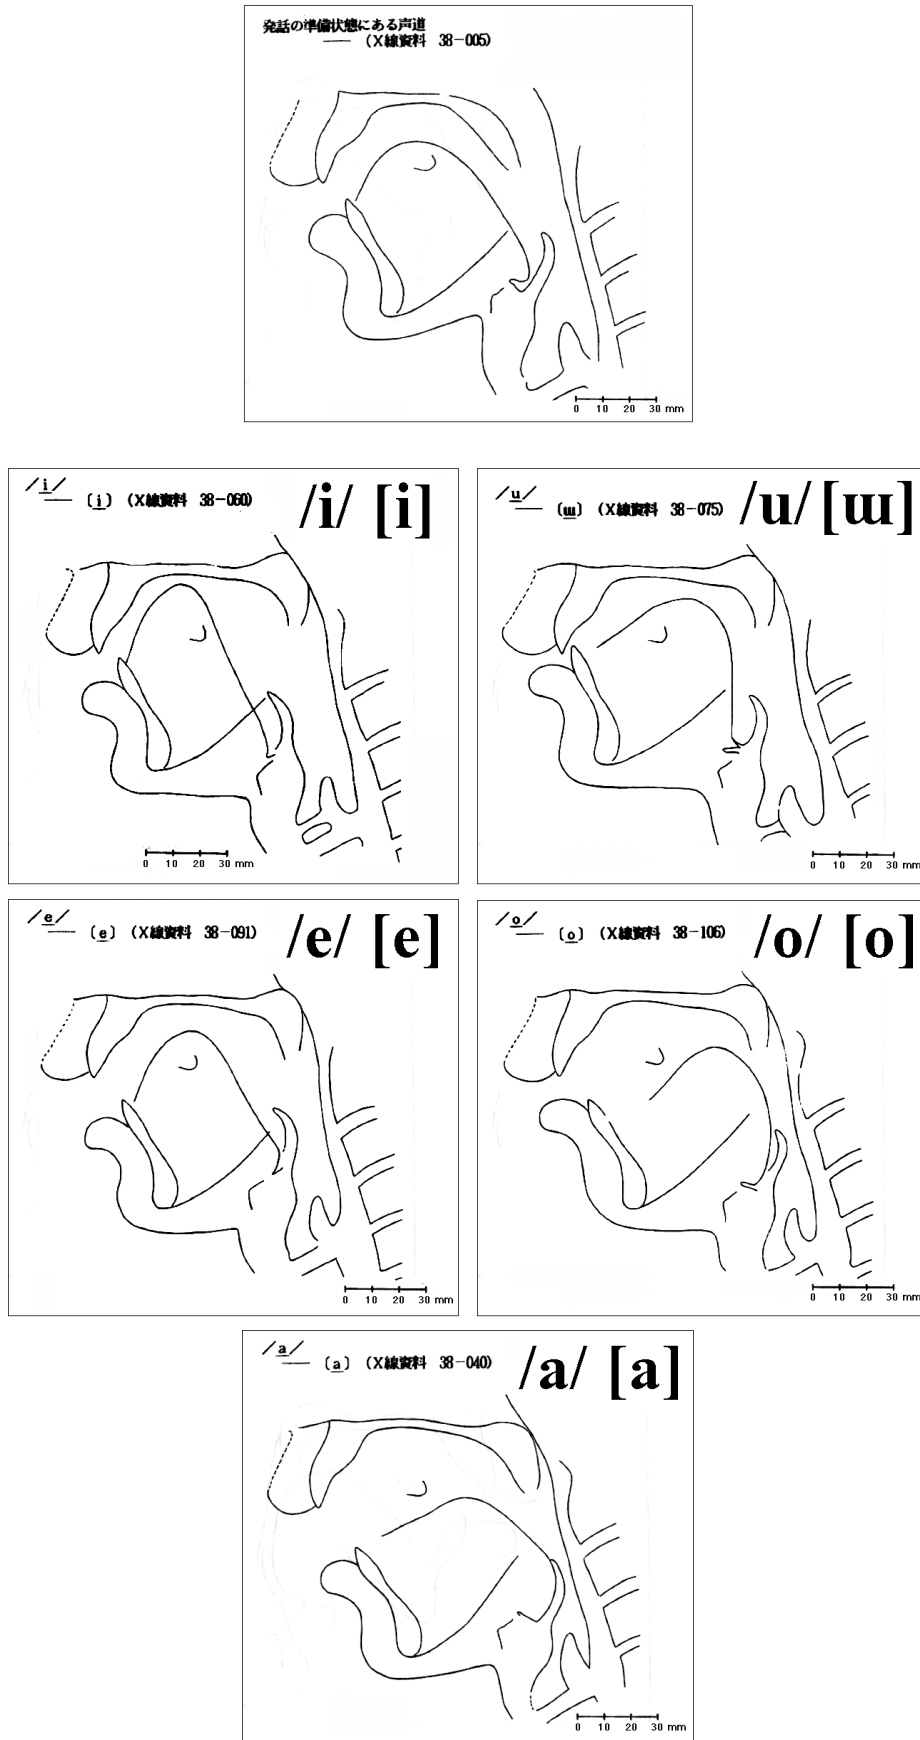 発話の準備状態にある声道
(X線資料 38-005)
0 10 20 30 mm
/i/
[i] (X線資料 38-060)
/i/ [i]
0 10 20 30 mm
/u/
[ɯ] (X線資料 38-075)
/u/ [ɯ]
0 10 20 30 mm
/e/
[e] (X線資料 38-091)
/e/ [e]
0 10 20 30 mm
/o/
[o] (X線資料 38-106)
/o/ [o]
0 10 20 30 mm
/a/
[a] (X線資料 38-040)
/a/ [a]
0 10 20 30 mm